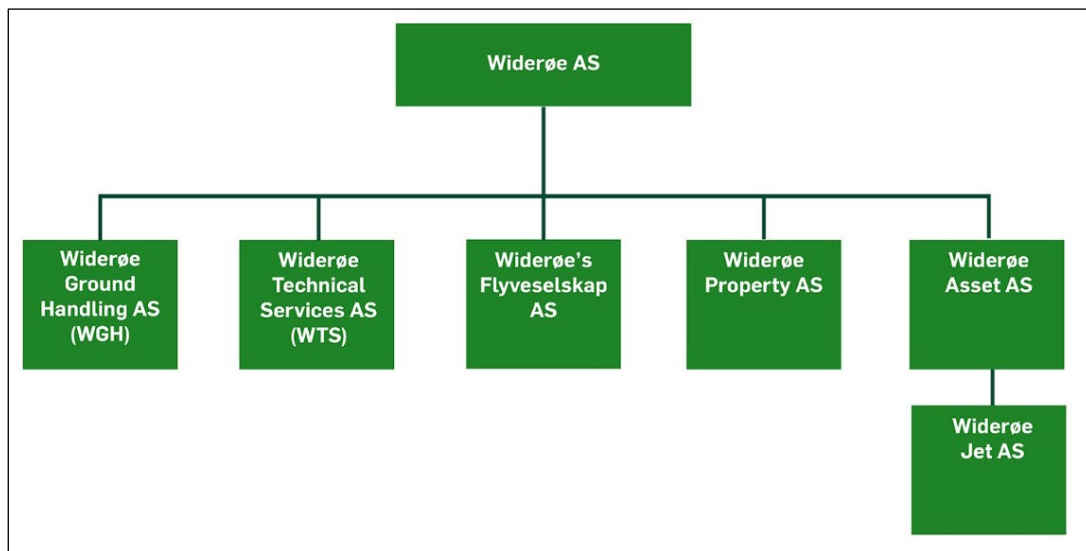 Widerøe AS
Widerøe
Ground
Handling AS
(WGH)
Widerøe
Technical
Services AS
(WTS)
Widerøe's
Flyveselskap
AS
Widerøe
Property AS
Widerøe
Asset AS
Widerøe
Jet AS